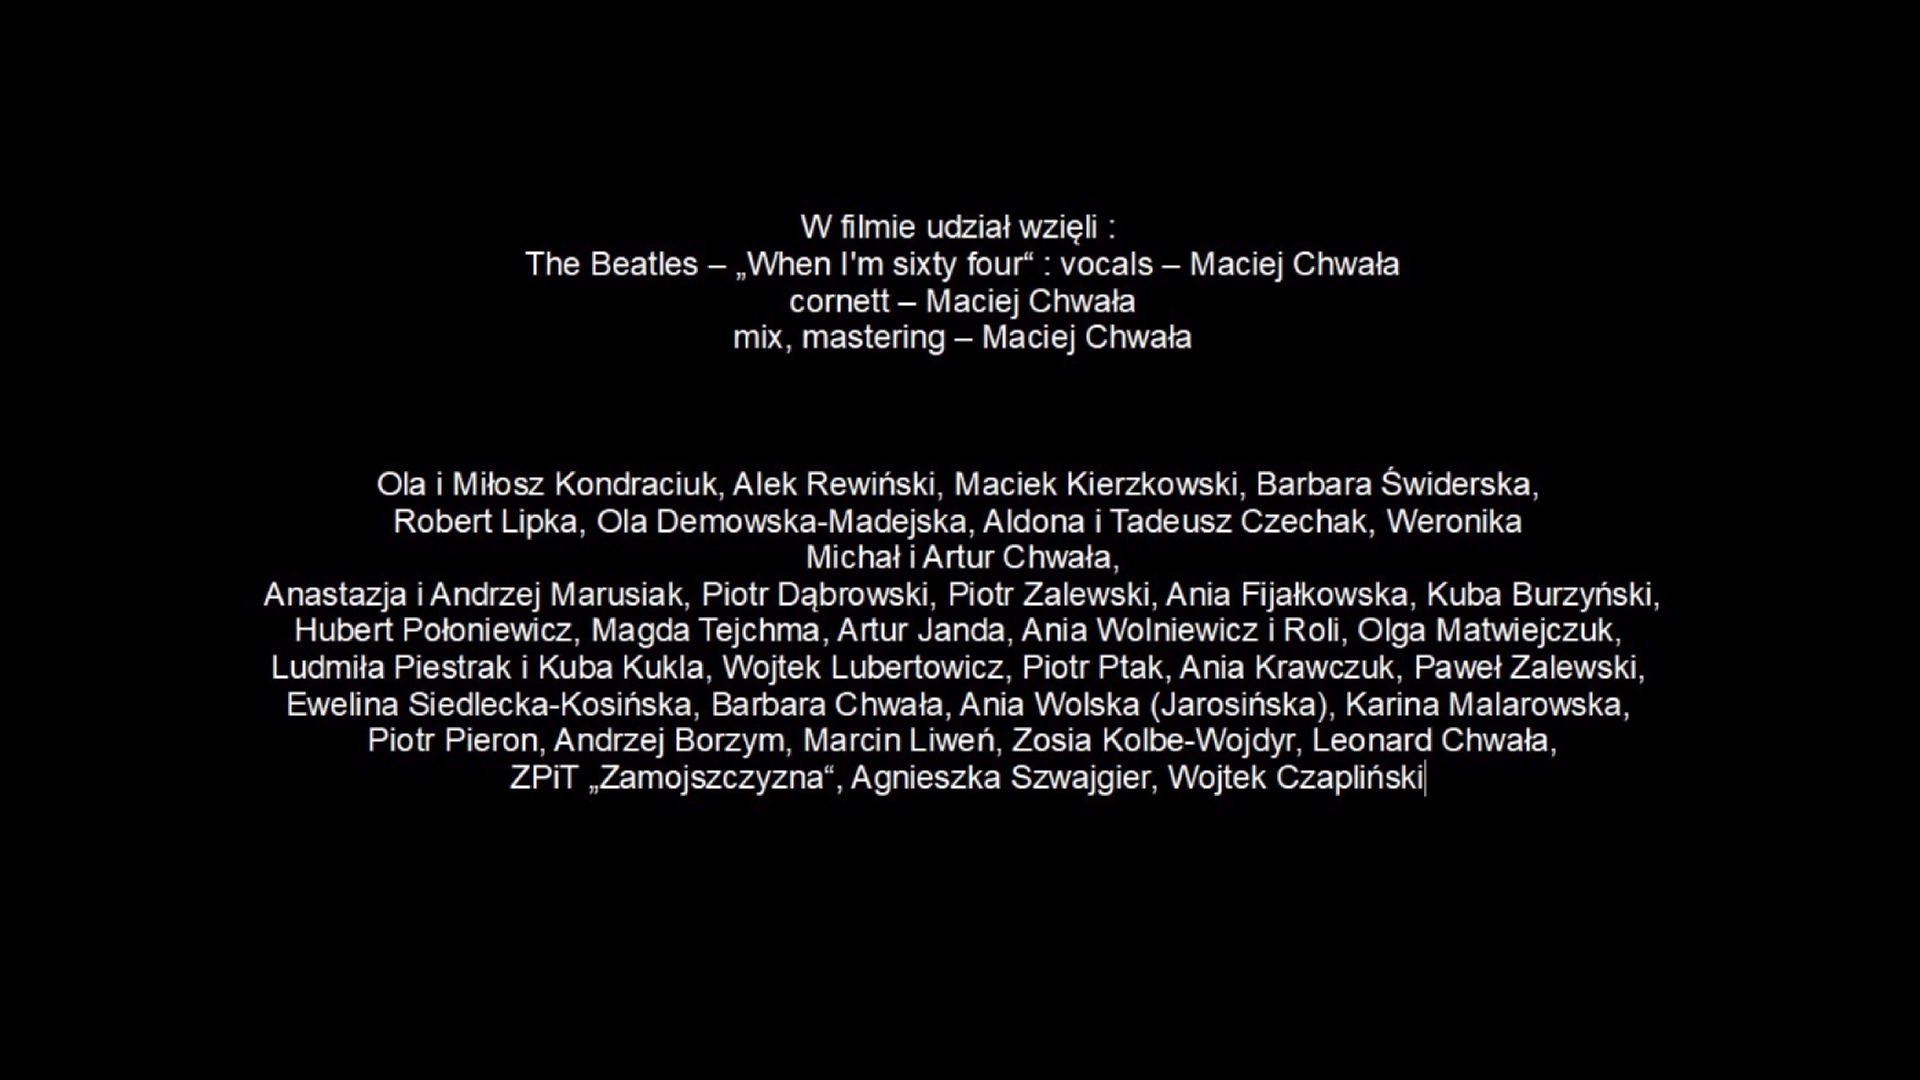 W filmie udział wzięli :
The Beatles – „When I'm sixty four“ : vocals – Maciej Chwała
cornett – Maciej Chwała
mix, mastering – Maciej Chwała
Ola i Miłosz Kondraciuk, Alek Rewiński, Maciek Kierzkowski, Barbara Świderska,
Robert Lipka, Ola Demowska-Madejska, Aldona i Tadeusz Czechak, Weronika
Michał i Artur Chwała,
Anastazja i Andrzej Marusiak, Piotr Dąbrowski, Piotr Zalewski, Ania Fijałkowska, Kuba Burzyński,
Hubert Połoniewicz, Magda Tejchma, Artur Janda, Ania Wolniewicz i Roli, Olga Matwiejczuk,
Ludmiła Piestrak i Kuba Kukla, Wojtek Lubertowicz, Piotr Ptak, Ania Krawczuk, Paweł Zalewski,
Ewelina Siedlecka-Kosińska, Barbara Chwała, Ania Wolska (Jarosińska), Karina Malarowska,
Piotr Pieron, Andrzej Borzym, Marcin Liweń, Zosia Kolbe-Wojdyr, Leonard Chwała,
ZPiT „Zamojszczyzna“, Agnieszka Szwajgier, Wojtek Czapliński